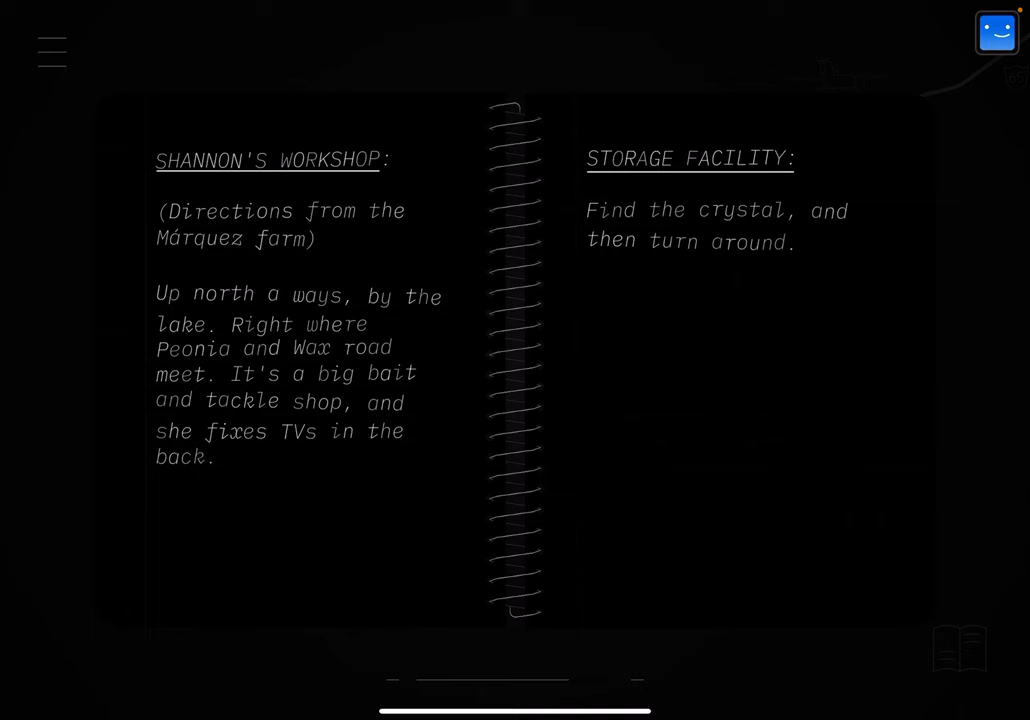 SHANNON'S WORKSHOP:
(Directions from the
Márquez farm)
Up north a ways, by the
lake. Right where
Peonia and Wax road
meet. It's a big bait
and tackle shop, and
she fixes TVs in the
back.
STORAGE FACILITY:
Find the crystal, and
then turn around.
65